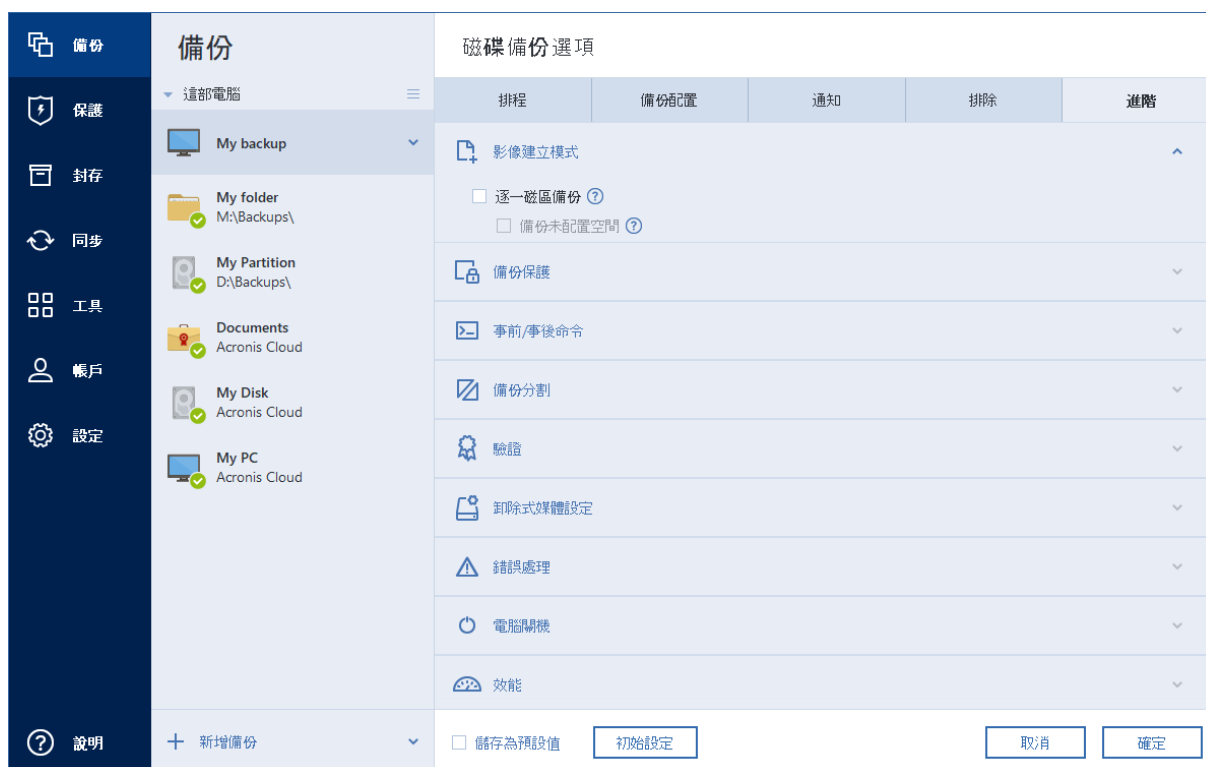 備份
保護
封存
同步
工具
帳戶
設定
說明
備份
這部電腦
My backup
My folder
M:\Backups\
My Partition
D:\Backups\
Documents
Acronis Cloud
My Disk
Acronis Cloud
My PC
Acronis Cloud
新增備份
磁碟備份選項
排程 備份配置 通知 排除 進階
影像建立模式
逐一磁區備份 ?
備份未配置空間 ?
備份保護
事前/事後命令
備份分割
驗證
卸除式媒體設定
錯誤處理
電腦關機
效能
儲存為預設值 初始設定 取消 確定